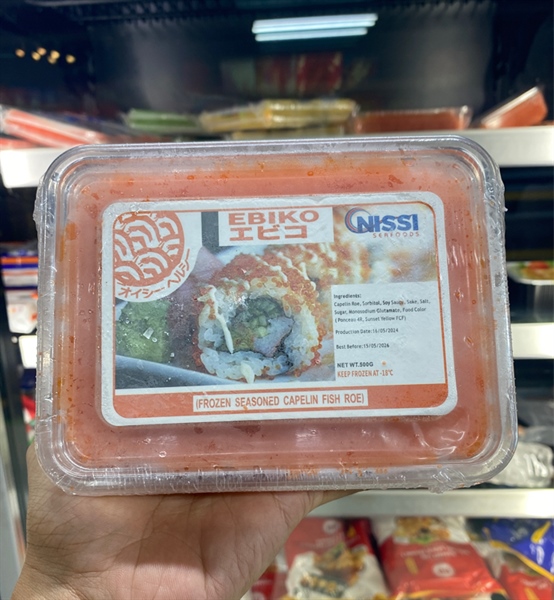 EBIKO
エビコ
NISSI
SEAFOODS
オイシー ヘルシー
Ingredients:
Capelin Roe, Sorbitol, Soy Sauce, Sake, Salt,
Sugar, Monosodium Glutamate, Food Color
(Ponceau 4R, Sunset Yellow FCF)
Production Date: 16/05/2024
Best Before: 15/05/2026
NET WT.500G
KEEP FROZEN AT -18°C
(FROZEN SEASONED CAPELIN FISH ROE)